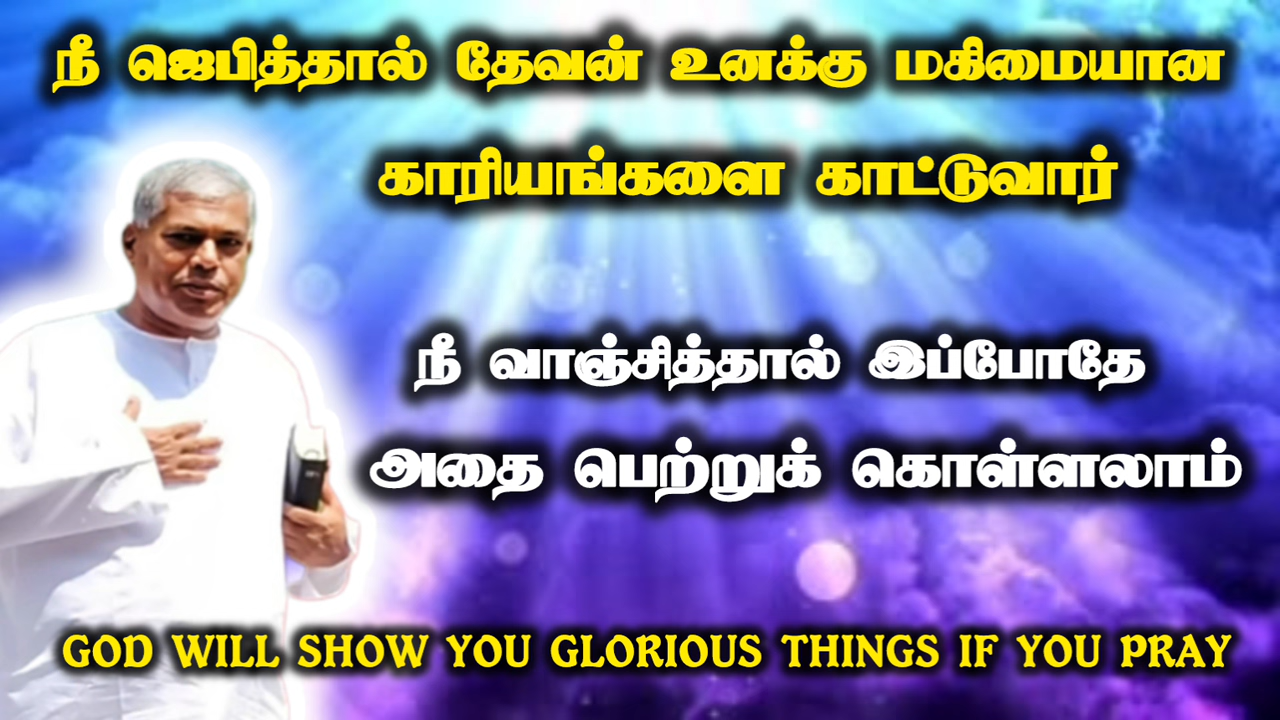 நீ ஜெபித்தால் தேவன் உனக்கு மகிமையான
காரியங்களை காட்டுவார்
நீ வாஞ்சித்தால் இப்போதே
அதை பெற்றுக் கொள்ளலாம்
GOD WILL SHOW YOU GLORIOUS THINGS IF YOU PRAY